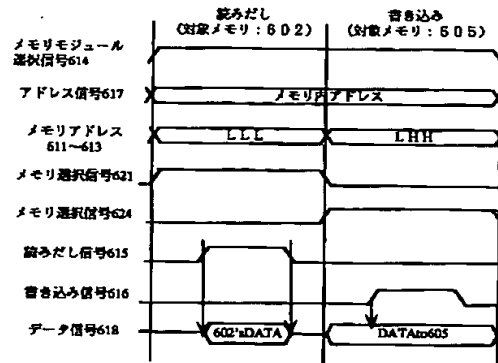 読みだし 書き込み
(対象メモリ:602) (対象メモリ:605)
メモリモジュール
選択信号614
アドレス信号617 メモリ内アドレス
メモリアドレス
611~613 LLL LHH
メモリ選択信号621
メモリ選択信号624
読みだし信号615
書き込み信号616
データ信号618 602'sDATA DATAto605